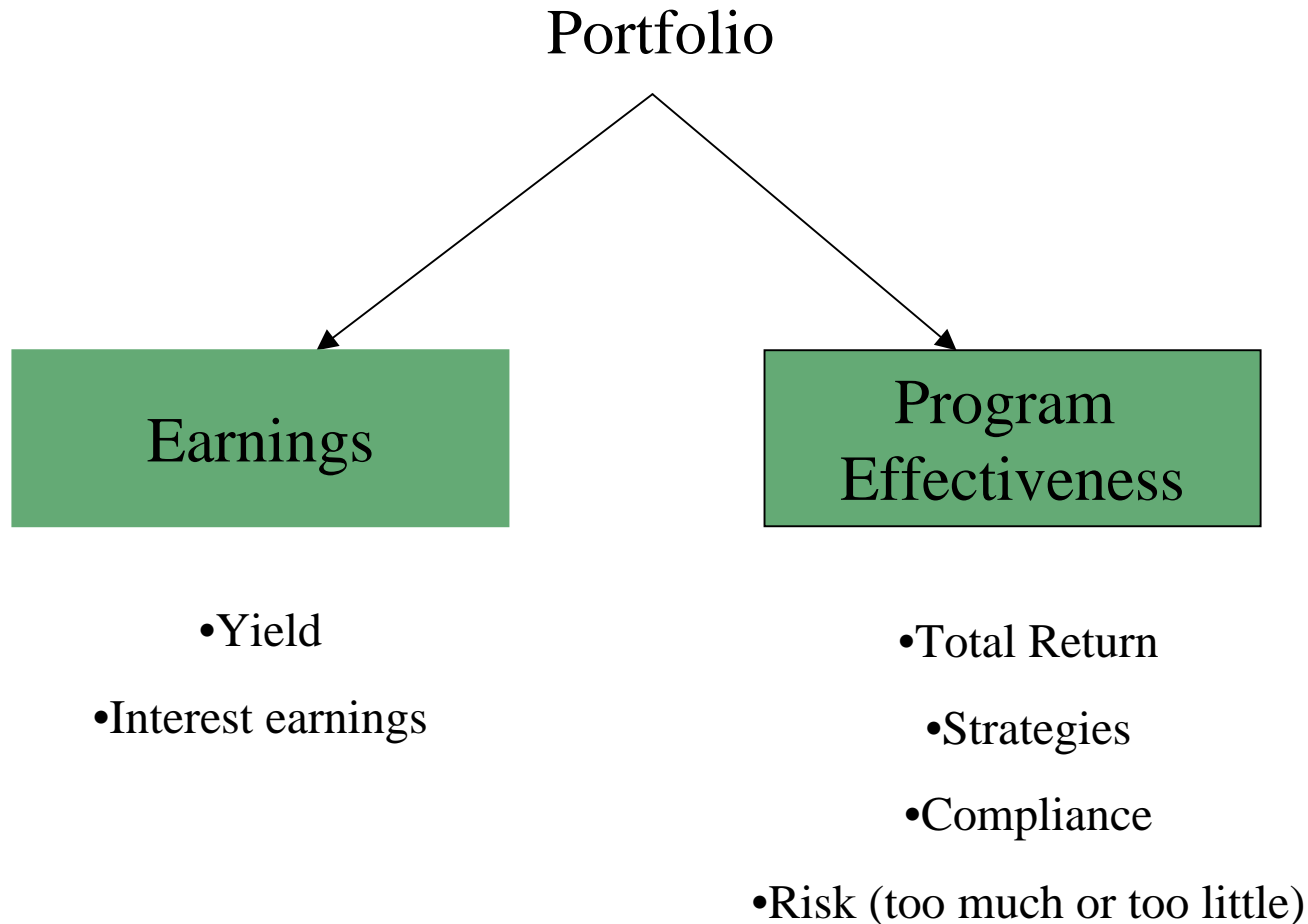 Portfolio
Earnings
Program
Effectiveness
•Yield
•Interest earnings
•Total Return
•Strategies
•Compliance
•Risk (too much or too little)